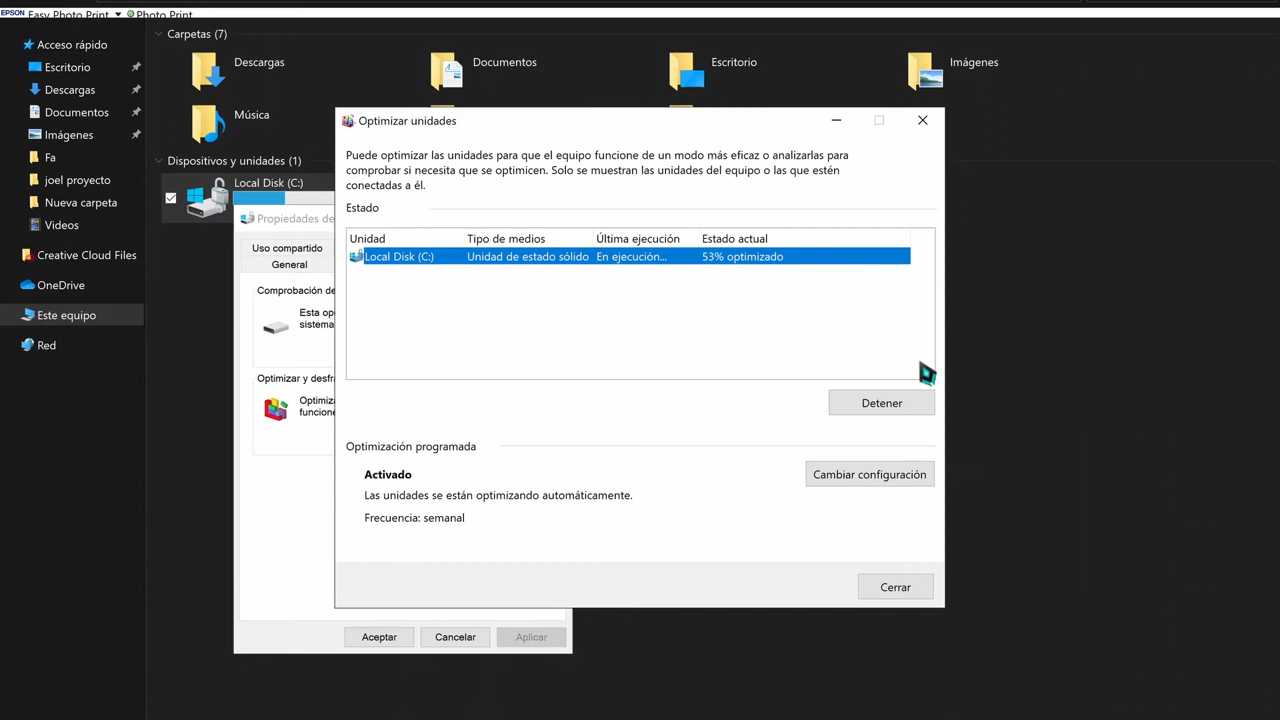 EPSON Easy Photo Print Photo Print
Acceso rápido
Escritorio
Descargas
Documentos
Imágenes
Fa
joel proyecto
Nueva carpeta
Videos
Creative Cloud Files
OneDrive
Este equipo
Red
Carpetas (7)
Descargas
Documentos
Escritorio
Imágenes
Música
Dispositivos y unidades (1)
Local Disk (C:)
Propiedades de
Uso compartido
General
Comprobación de
Esta op
sistema
Optimizar y desfra
Optimiza
funcione
Aceptar
Cancelar
Aplicar
Optimizar unidades
Puede optimizar las unidades para que el equipo funcione de un modo más eficaz o analizarlas para
comprobar si necesita que se optimicen. Solo se muestran las unidades del equipo o las que estén
conectadas a él.
Estado
Unidad Tipo de medios Última ejecución Estado actual
Local Disk (C:) Unidad de estado sólido En ejecución... 53% optimizado
Detener
Optimización programada
Activado
Cambiar configuración
Las unidades se están optimizando automáticamente.
Frecuencia: semanal
Cerrar